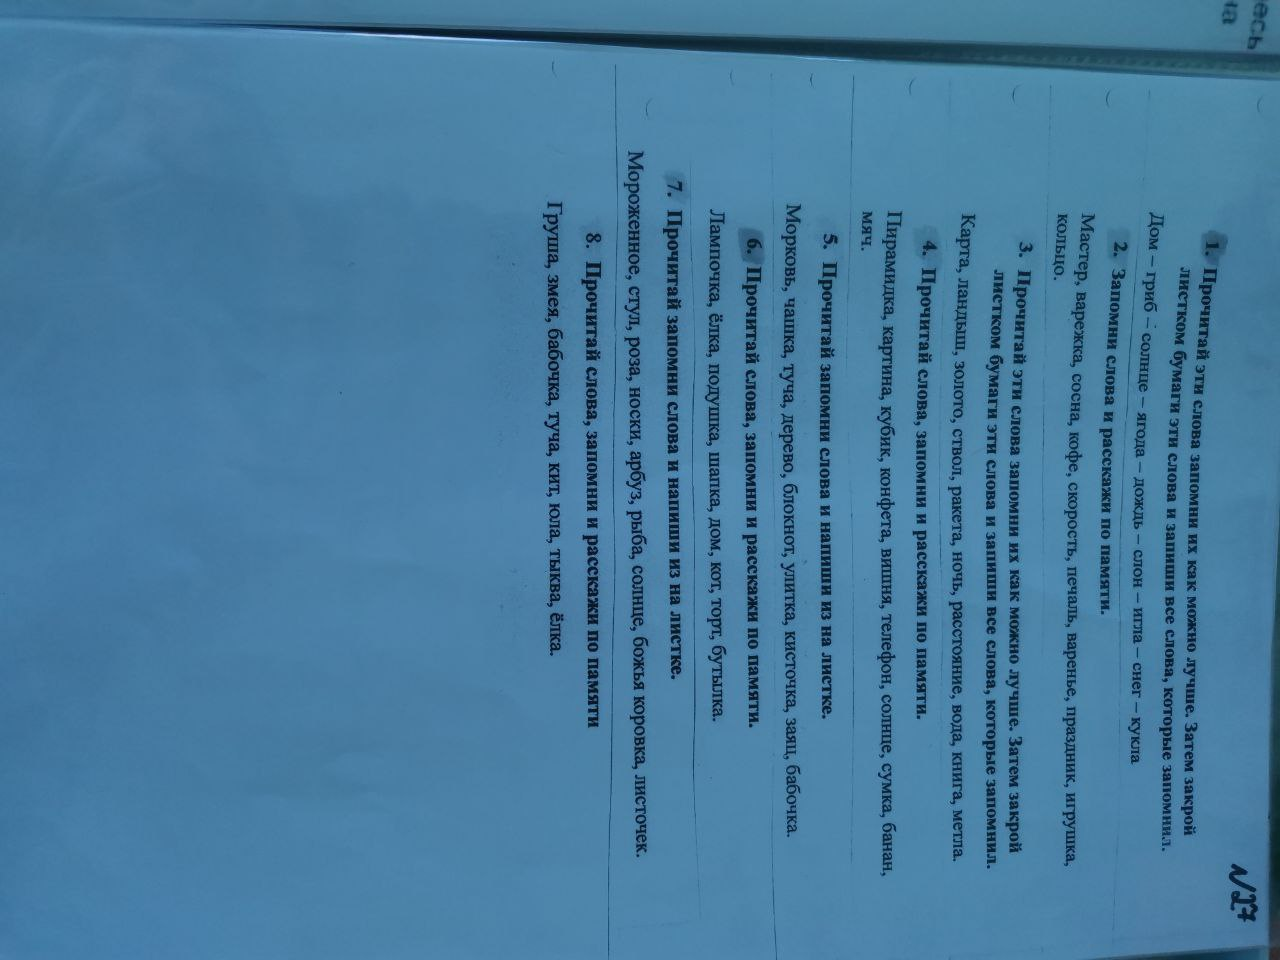 есь
на
№27
1. Прочитай эти слова запомни их как можно лучше. Затем закрой
листком бумаги эти слова и запиши все слова, которые запомнил.
Дом – гриб – солнце – ягода – дождь – слон – игла – снег – кукла
2. Запомни слова и расскажи по памяти.
Мастер, варежка, сосна, кофе, скорость, печаль, варенье, праздник, игрушка,
кольцо.
3. Прочитай эти слова запомни их как можно лучше. Затем закрой
листком бумаги эти слова и запиши все слова, которые запомнил.
Карта, ландыш, золото, ствол, ракета, ночь, расстояние, вода, книга, метла.
4. Прочитай слова, запомни и расскажи по памяти.
Пирамидка, картина, кубик, конфета, вишня, телефон, солнце, сумка, банан,
мяч.
5. Прочитай запомни слова и напиши из на листке.
Морковь, чашка, туча, дерево, блокнот, улитка, кисточка, заяц, бабочка.
6. Прочитай слова, запомни и расскажи по памяти.
Лампочка, ёлка, подушка, шапка, дом, кот, торт, бутылка.
7. Прочитай запомни слова и напиши из на листке.
Мороженное, стул, роза, носки, арбуз, рыба, солнце, божья коровка, листочек.
8. Прочитай слова, запомни и расскажи по памяти
Груша, змея, бабочка, туча, кит, юла, тыква, ёлка.